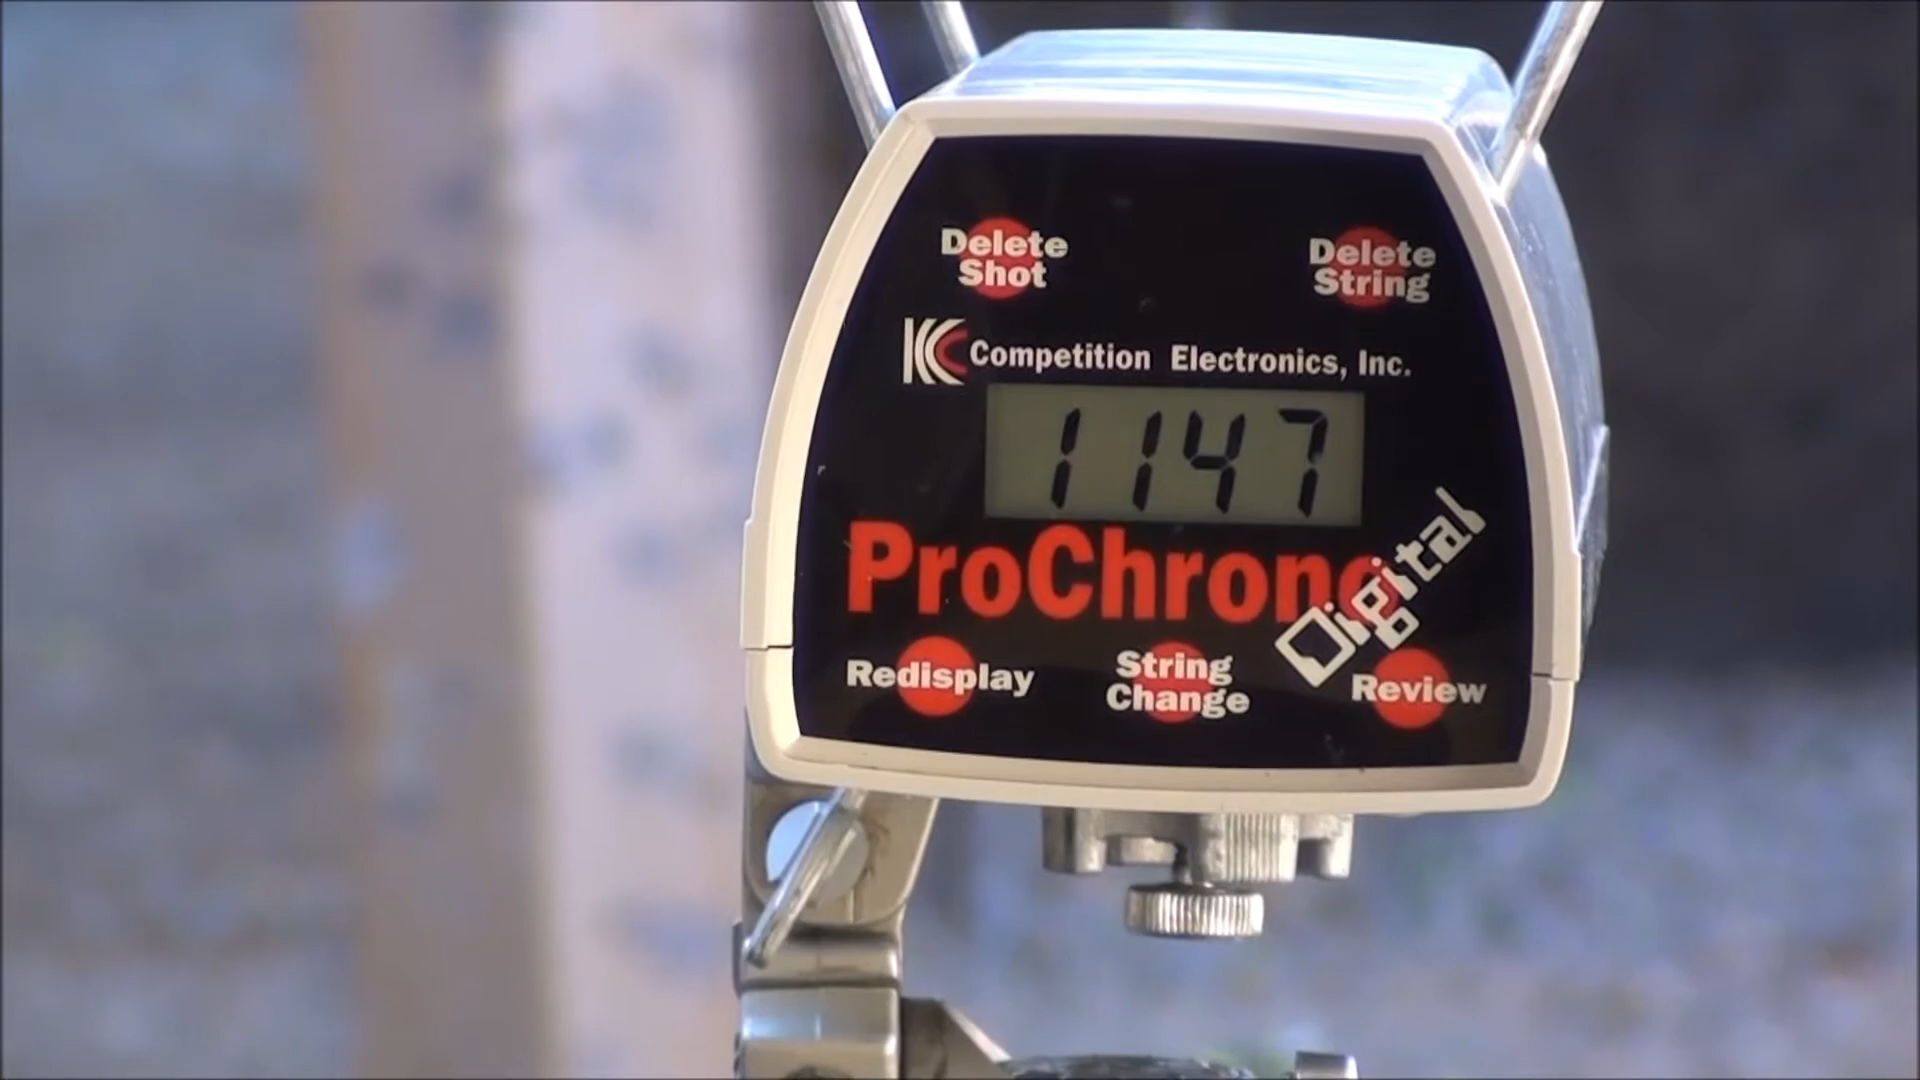 Delete
Shot
Delete
String
Competition Electronics, Inc.
1147
ProChrono
Digital
Redisplay
String
Change
Review